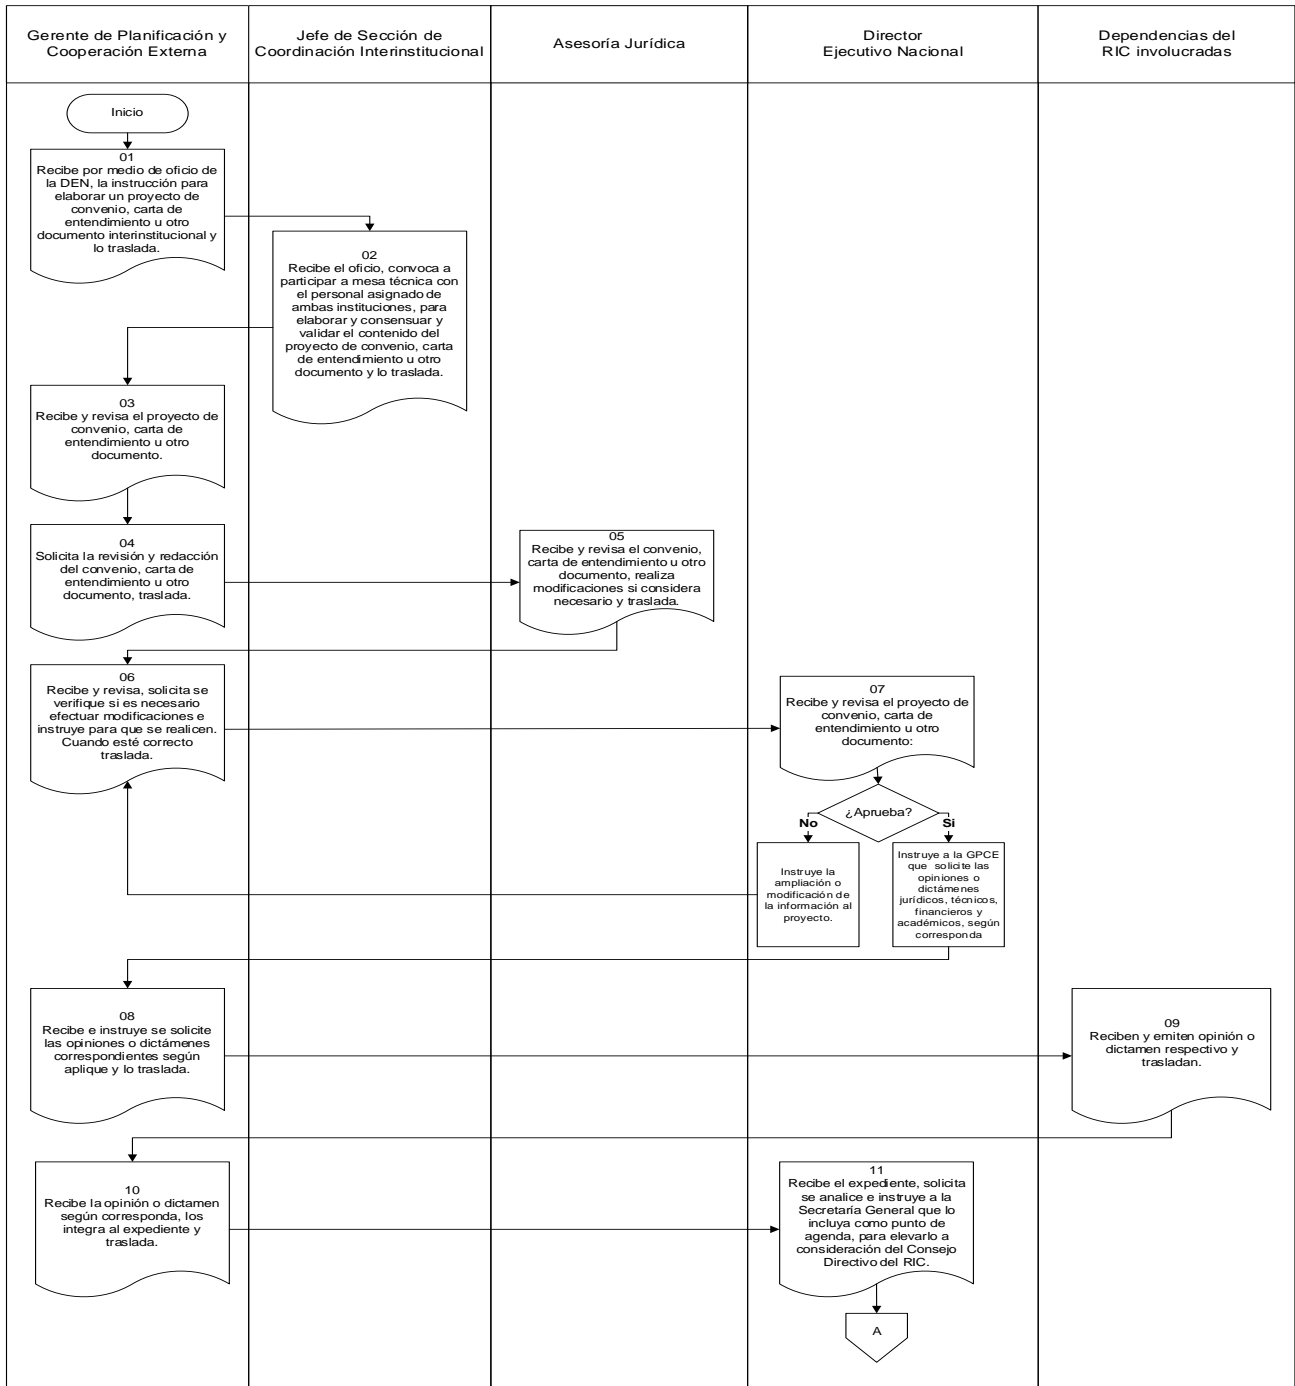 Gerente de Planificación y
Cooperación Externa
Jefe de Sección de
Coordinación Interinstitucional
Asesoría Jurídica
Director
Ejecutivo Nacional
Dependencias del
RIC involucradas
Inicio
01
Recibe por medio de oficio de
la DEN, la instrucción para
elaborar un proyecto de
convenio, carta de
entendimiento u otro
documento interinstitucional y
lo traslada.
02
Recibe el oficio, convoca a
participar a mesa técnica con
el personal asignado de
ambas instituciones, para
elaborar y consensuar y
validar el contenido del
proyecto de convenio, carta
de entendimiento u otro
documento y lo traslada.
03
Recibe y revisa el proyecto de
convenio, carta de
entendimiento u otro
documento.
04
Solicita la revisión y redacción
del convenio, carta de
entendimiento u otro
documento, traslada.
05
Recibe y revisa el convenio,
carta de entendimiento u otro
documento, realiza
modificaciones si considera
necesario y traslada.
06
Recibe y revisa, solicita se
verifique si es necesario
efectuar modificaciones e
instruye para que se realicen.
Cuando esté correcto
traslada.
07
Recibe y revisa el proyecto de
convenio, carta de
entendimiento u otro
documento:
¿Aprueba?
No
Si
Instruye la
ampliación o
modificación de
la información al
proyecto.
Instruye a la GPCE
que solicite las
opiniones o
dictámenes
jurídicos, técnicos,
financieros y
académicos, según
corresponda
08
Recibe e instruye se solicite
las opiniones o dictámenes
correspondientes según
aplique y lo traslada.
09
Reciben y emiten opinión o
dictamen respectivo y
trasladan.
10
Recibe la opinión o dictamen
según corresponda, los
integra al expediente y
traslada.
11
Recibe el expediente, solicita
se analice e instruye a la
Secretaría General que lo
incluya como punto de
agenda, para elevarlo a
consideración del Consejo
Directivo del RIC.
A